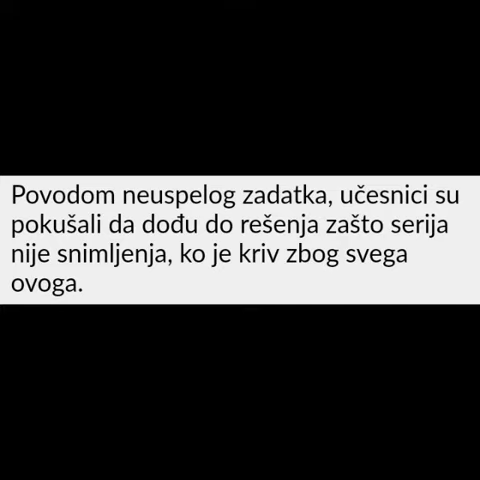 Povodom neuspelog zadatka, učesnici su
pokušali da dođu do rešenja zašto serija
nije snimljenja, ko je kriv zbog svega
ovoga.